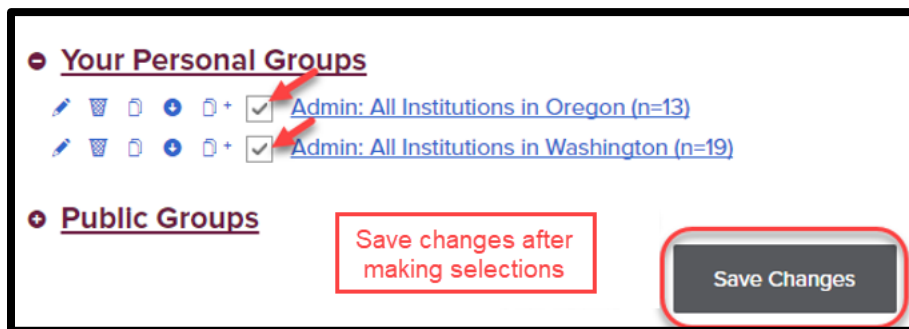 Your Personal Groups
Admin: All Institutions in Oregon (n=13)
Admin: All Institutions in Washington (n=19)
Public Groups
Save changes after
making selections
Save Changes